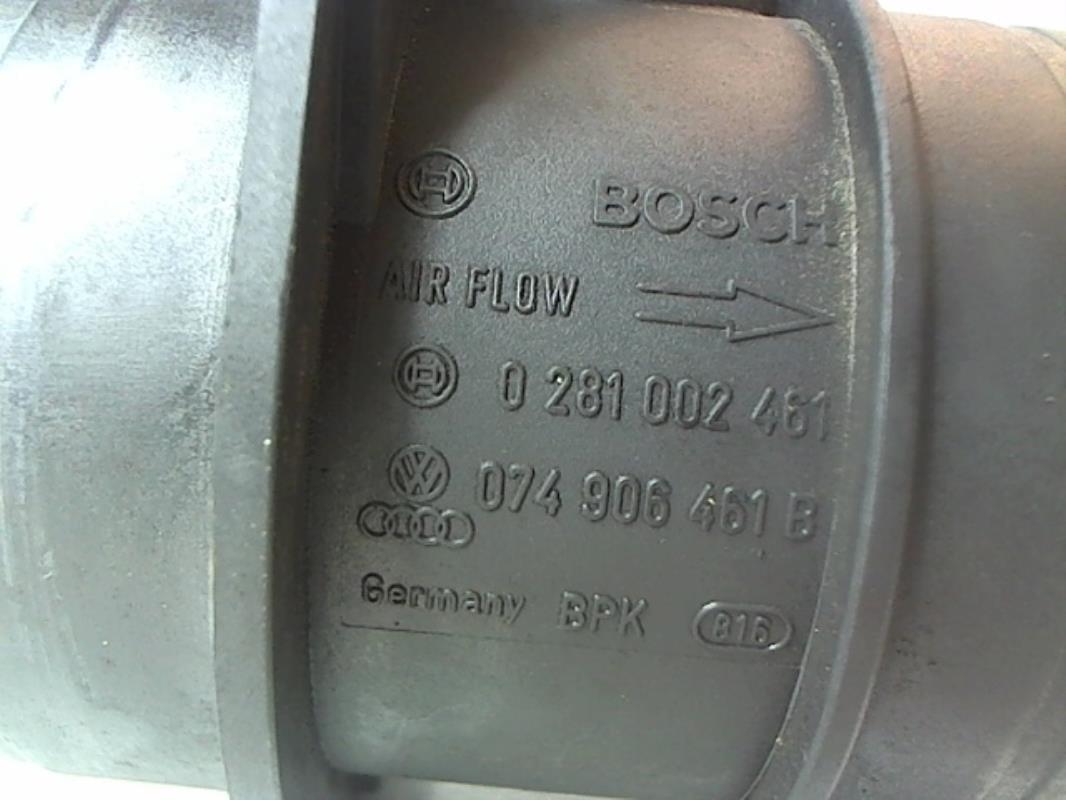 BOSCH
AIR FLOW
0 281 002 461
074 906 461 B
Germany BPK 816